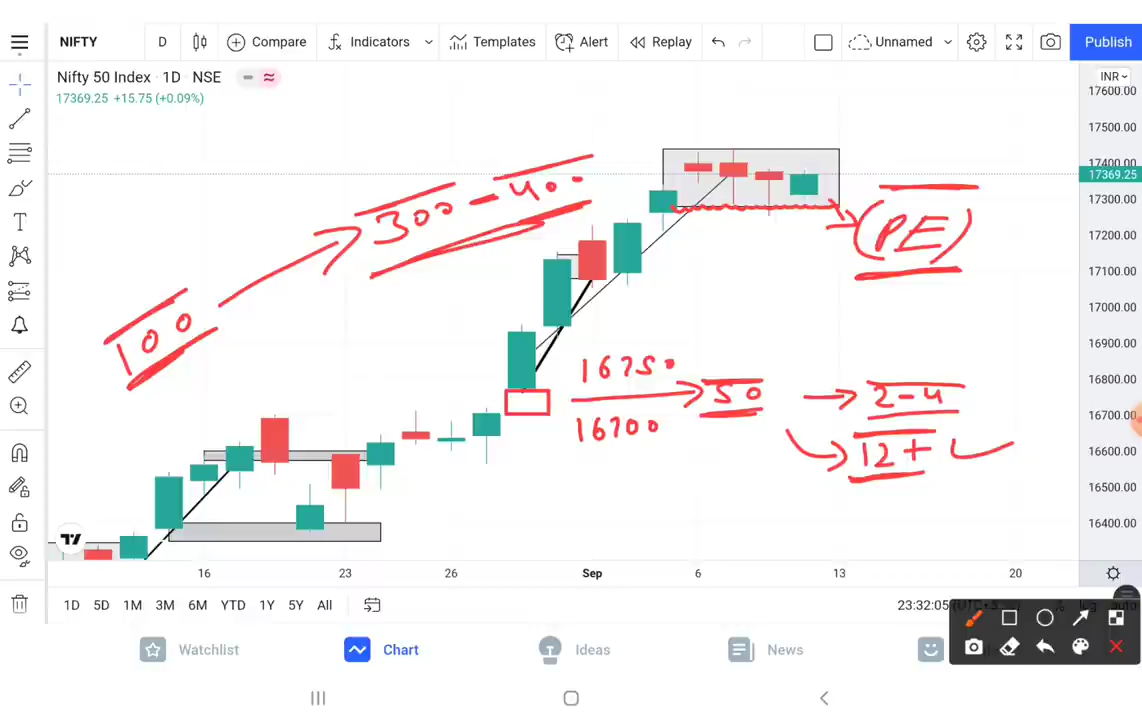 NIFTY D Compare Indicators Templates Alert Replay Unnamed Publish
Nifty 50 Index · 1D · NSE
INR
17369.25 +15.75 (+0.09%)
17600.00
17500.00
17400.00
17369.25
17300.00
17200.00
17100.00
17000.00
16900.00
16800.00
16700.00
16600.00
16500.00
16400.00
300 - 400
(PE)
100
16750
50
2-4
16700
12+
16 23 26 Sep 6 13 20
1D 5D 1M 3M 6M YTD 1Y 5Y All
23:32:05
Watchlist Chart Ideas News